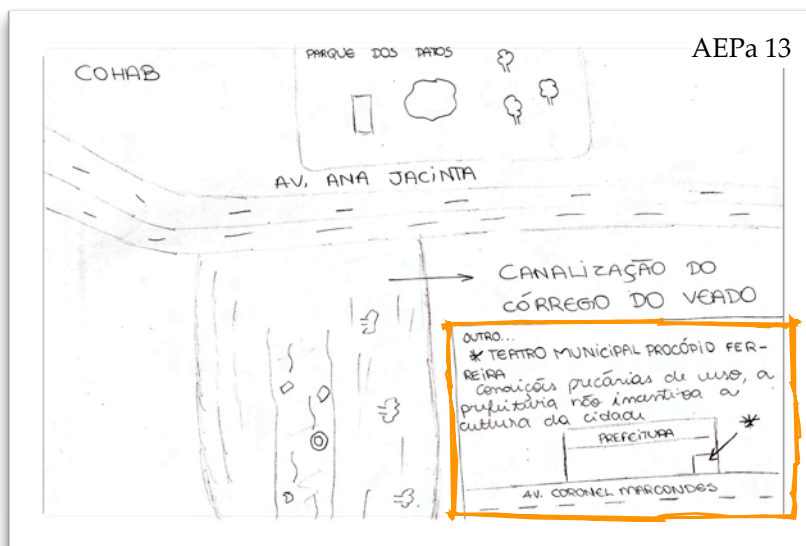 AEPa 13
PARQUE DOS PATOS
COHAB
AV. ANA JACINTA
CANALIZAÇÃO DO
CÓRREGO DO VEADO
OUTRO...
* TEATRO MUNICIPAL PROCÓPIO FER-
REIRA
Condições precárias de uso, a
prefeitura não incentiva a
cultura da cidade
PREFEITURA
*
AV. CORONEL MARCONDES